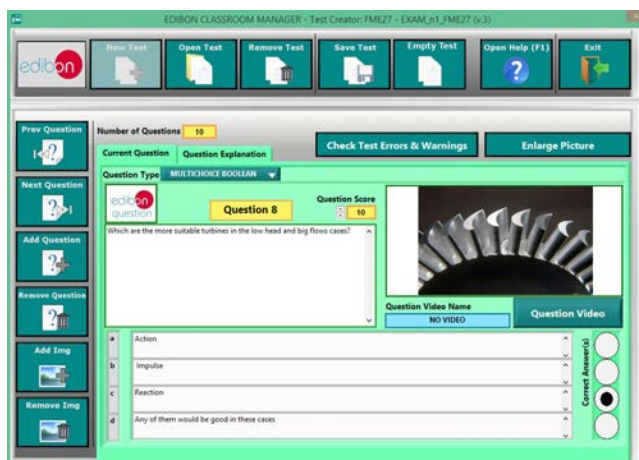 EDIBON CLASSROOM MANAGER - Test Creator: FME27 - EXAM_n1_FME27 (v.3)
edibon
New Test
Open Test
Remove Test
Save Test
Empty Test
Open Help (F1)
Exit
Prev Question
Next Question
Add Question
Remove Question
Add Img
Remove Img
Number of Questions 10
Current Question
Question Explanation
Check Test Errors & Warnings
Enlarge Picture
Question Type MULTICHOICE BOOLEAN
edibon
question
Question 8
Question Score
10
Which are the more suitable turbines in the low head and big flows cases?
Question Video Name
NO VIDEO
Question Video
a Action
b Impulse
c Reaction
d Any of them would be good in these cases
Correct Answer(s)